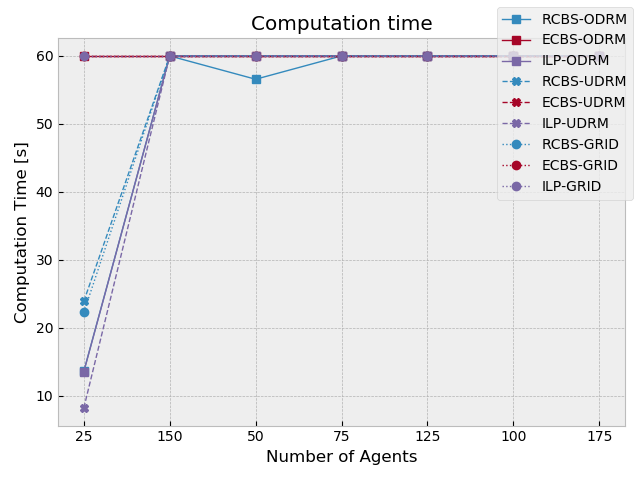 Computation time
RCBS-ODRM
ECBS-ODRM
ILP-ODRM
RCBS-UDRM
ECBS-UDRM
ILP-UDRM
RCBS-GRID
ECBS-GRID
ILP-GRID
Computation Time [s]
60
50
40
30
20
10
25 150 50 75 125 100 175
Number of Agents